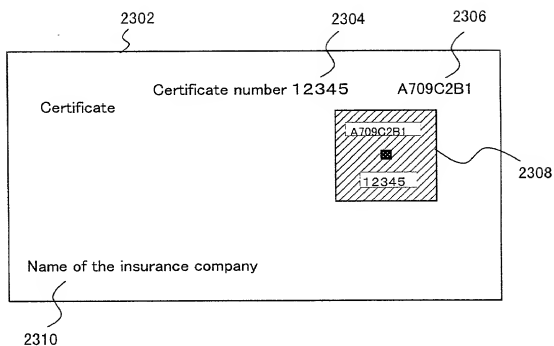 2302
2304
2306
Certificate number 12345
A709C2B1
Certificate
A709C2B1
12345
2308
Name of the insurance company
2310